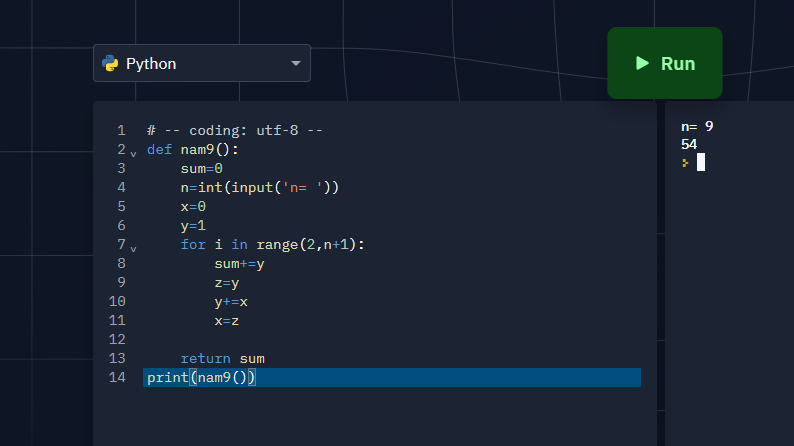 Python
Run
1 # -- coding: utf-8 --
2 def nam9():
3     sum=0
4     n=int(input('n= '))
5     x=0
6     y=1
7     for i in range(2,n+1):
8         sum+=y
9         z=y
10         y+=x
11         x=z
12
13     return sum
14 print(nam9())
n= 9
54